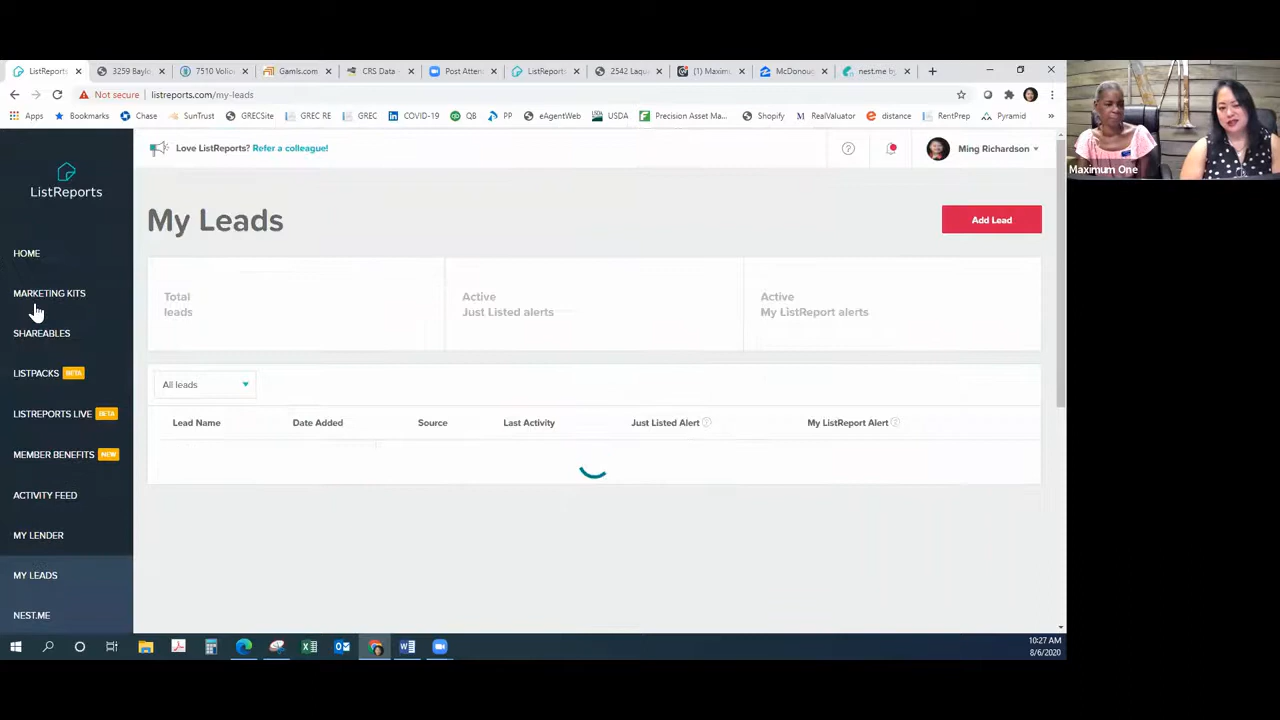 ListReports
3259 Baylo
7510 Volice
Gamls.com
CRS Data -
Post Atten
ListReports
2542 Laqu
(1) Maxim
McDonoug
nest.me by
Not secure
listreports.com/my-leads
Apps
Bookmarks
Chase
SunTrust
GRECSite
GREC RE
GREC
COVID-19
QB
PP
eAgentWeb
USDA
Precision Asset Ma...
Shopify
RealValuator
distance
RentPrep
Pyramid
»
Love ListReports? Refer a colleague!
?
Ming Richardson
Maximum One
ListReports
HOME
MARKETING KITS
SHAREABLES
LISTPACKS BETA
LISTREPORTS LIVE BETA
MEMBER BENEFITS NEW
ACTIVITY FEED
MY LENDER
MY LEADS
NEST.ME
My Leads
Add Lead
Total
leads
Active
Just Listed alerts
Active
My ListReport alerts
All leads
Lead Name
Date Added
Source
Last Activity
Just Listed Alert
My ListReport Alert
10:27 AM
8/6/2020